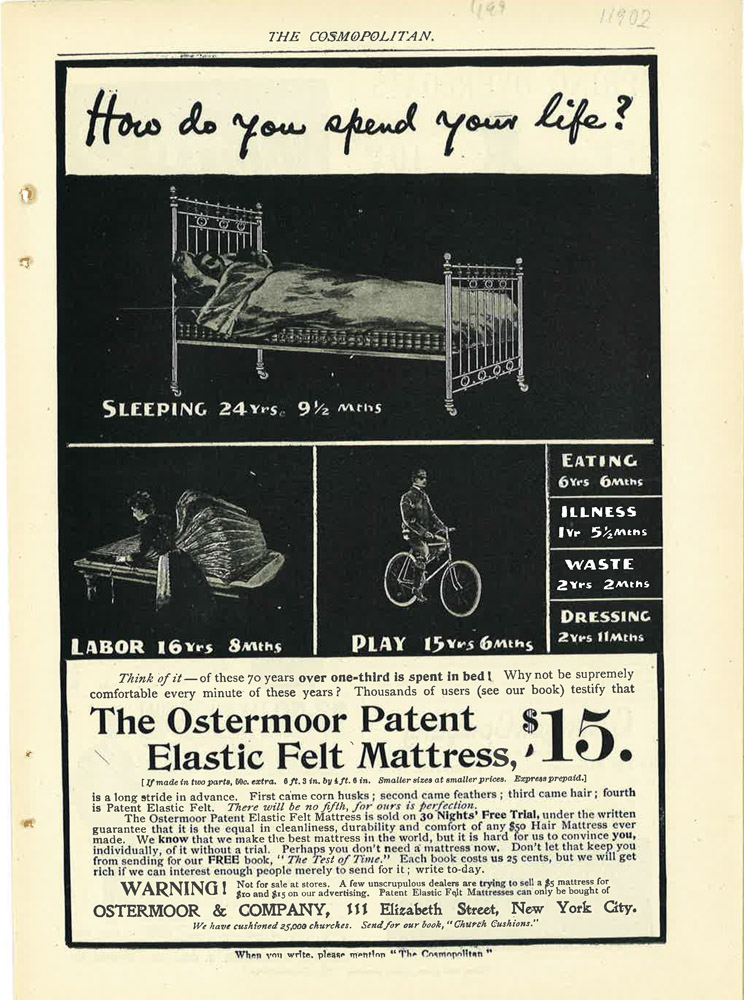 11902
THE COSMOPOLITAN.
How do you spend your life?
SLEEPING 24 Yrs. 9½ Mths
LABOR 16 Yrs 8 Mths
PLAY 15 Yrs 6 Mths
EATING
6 Yrs 6 Mths
ILLNESS
1 Yr 5½ Mths
WASTE
2 Yrs 2 Mths
DRESSING
2 Yrs 11 Mths
Think of it — of these 70 years over one-third is spent in bed! Why not be supremely
comfortable every minute of these years? Thousands of users (see our book) testify that
The Ostermoor Patent
Elastic Felt Mattress, $15.
[If made in two parts, 50c. extra. 6 ft. 3 in. by 4 ft. 6 in. Smaller sizes at smaller prices. Express prepaid.]
is a long stride in advance. First came corn husks; second came feathers; third came hair; fourth
is Patent Elastic Felt. There will be no fifth, for ours is perfection.
The Ostermoor Patent Elastic Felt Mattress is sold on 30 Nights' Free Trial, under the written
guarantee that it is the equal in cleanliness, durability and comfort of any $50 Hair Mattress ever
made. We know that we make the best mattress in the world, but it is hard for us to convince you,
individually, of it without a trial. Perhaps you don't need a mattress now. Don't let that keep you
from sending for our FREE book, "The Test of Time." Each book costs us 25 cents, but we will get
rich if we can interest enough people merely to send for it; write to-day.
WARNING! Not for sale at stores. A few unscrupulous dealers are trying to sell a $5 mattress for
$10 and $15 on our advertising. Patent Elastic Felt Mattresses can only be bought of
OSTERMOOR & COMPANY, 111 Elizabeth Street, New York City.
We have cushioned 25,000 churches. Send for our book, "Church Cushions."
When you write, please mention "The Cosmopolitan"